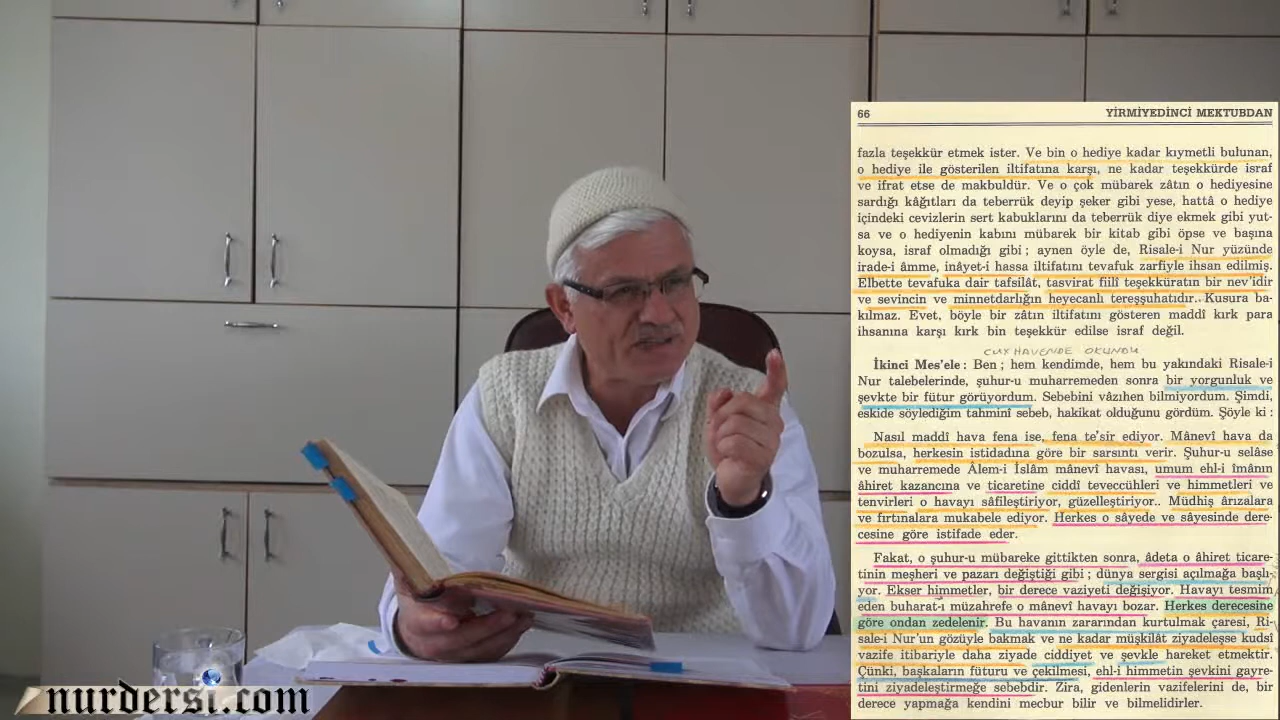 66 YİRMİYEDİNCİ MEKTUBDAN
fazla teşekkür etmek ister. Ve bin o hediye kadar kıymetli bulunan,
o hediye ile gösterilen iltifatına karşı, ne kadar teşekkürde israf
ve ifrat etse de makbuldür. Ve o çok mübarek zâtın o hediyesine
sardığı kâğıtları da teberrük deyip şeker gibi yese, hattâ o hediye
içindeki cevizlerin sert kabuklarını da teberrük diye ekmek gibi yut-
sa ve o hediyenin kabını mübarek bir kitab gibi öpse ve başına
koysa, israf olmadığı gibi; aynen öyle de, Risale-i Nur yüzünde
irade-i âmme, inâyet-i hassa iltifatını tevafuk zarfiyle ihsan edilmiş.
Elbette tevafuka dair tafsilât, tasvirat fiilî teşekküratın bir nev'idir
ve sevincin ve minnetdarlığın heyecanlı tereşşuhatıdır.. Kusura ba-
kılmaz. Evet, böyle bir zâtın iltifatını gösteren maddî kırk para
ihsanına karşı kırk bin teşekkür edilse israf değil.
CUXHAVENDE OKUNDU
İkinci Mes'ele: Ben; hem kendimde, hem bu yakındaki Risale-i
Nur talebelerinde, şuhur-u muharremeden sonra bir yorgunluk ve
şevkte bir fütur görüyordum. Sebebini vâzıhen bilmiyordum. Şimdi,
eskide söylediğim tahminî sebeb, hakikat olduğunu gördüm. Şöyle ki:
Nasıl maddî hava fena ise, fena te'sir ediyor. Mânevî hava da
bozulsa, herkesin istidadına göre bir sarsıntı verir. Şuhur-u selâse
ve muharremede Âlem-i İslâm mânevî havası, umum ehl-i îmânın
âhiret kazancına ve ticaretine ciddî teveccühleri ve himmetleri ve
tenvirleri o havayı sâfileştiriyor, güzelleştiriyor.. Müdhiş ârızalara
ve fırtınalara mukabele ediyor. Herkes o sâyede ve sâyesinde dere-
cesine göre istifade eder.
Fakat, o şuhur-u mübareke gittikten sonra, âdeta o âhiret ticare-
tinin meşheri ve pazarı değiştiği gibi; dünya sergisi açılmağa başlı-
yor. Ekser himmetler, bir derece vaziyeti değişiyor. Havayı tesmim
eden buharat-ı müzahrefe o mânevî havayı bozar. Herkes derecesine
göre ondan zedelenir. Bu havanın zararından kurtulmak çaresi, Ri-
sale-i Nur'un gözüyle bakmak ve ne kadar müşkilât ziyadeleşse kudsî
vazife itibariyle daha ziyade ciddiyet ve şevkle hareket etmektir.
Çünki, başkaların füturu ve çekilmesi, ehl-i himmetin şevkini gayre-
tini ziyadeleştirmeğe sebebdir. Zira, gidenlerin vazifelerini de, bir
derece yapmağa kendini mecbur bilir ve bilmelidirler.
nurdersi.com